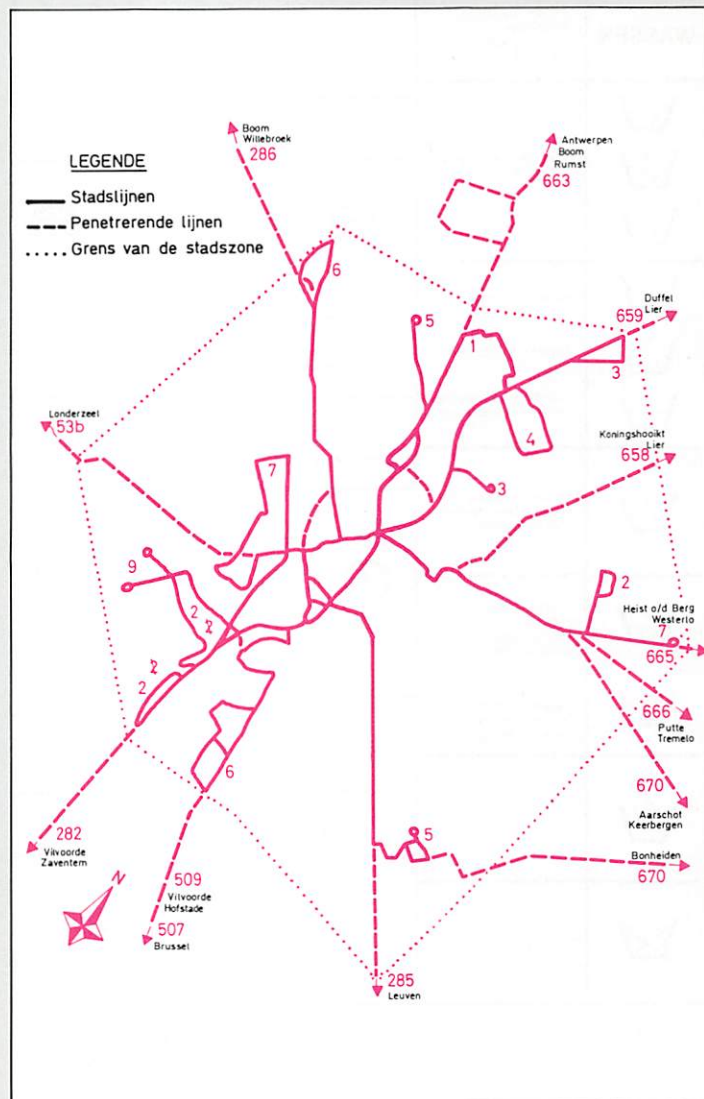 Boom
Willebroek
286
Antwerpen
Boom
Rumst
663
LEGENDE
Stadslijnen
Penetrerende lijnen
Grens van de stadszone
6
5
1
659
Duffel
Lier
3
4
Londerzeel
53b
Koningshooikt
Lier
658
7
3
9
2
2
2
2
2
Heist o/d Berg
Westerlo
7
665
666
Putte
Tremelo
6
670
Aarschot
Keerbergen
282
Vilvoorde
Zaventem
5
Bonheiden
670
509
Vilvoorde
Hofstade
507
Brussel
N
285
Leuven